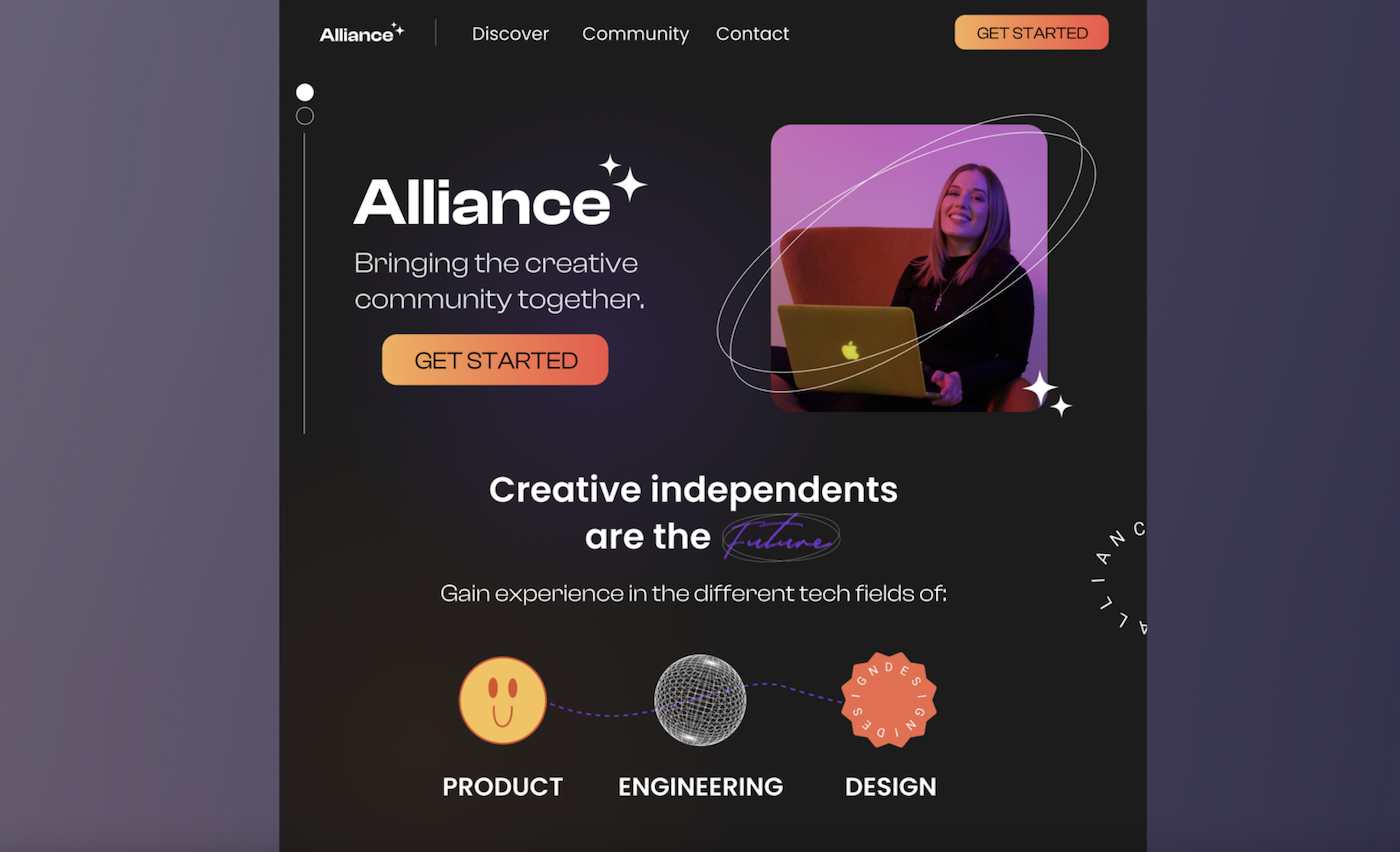 Alliance
Discover
Community
Contact
GET STARTED
Alliance
Bringing the creative
community together.
GET STARTED
Creative independents
are the Future
Gain experience in the different tech fields of:
ALLIANC
DESIGNDESIGNIDES
PRODUCT
ENGINEERING
DESIGN